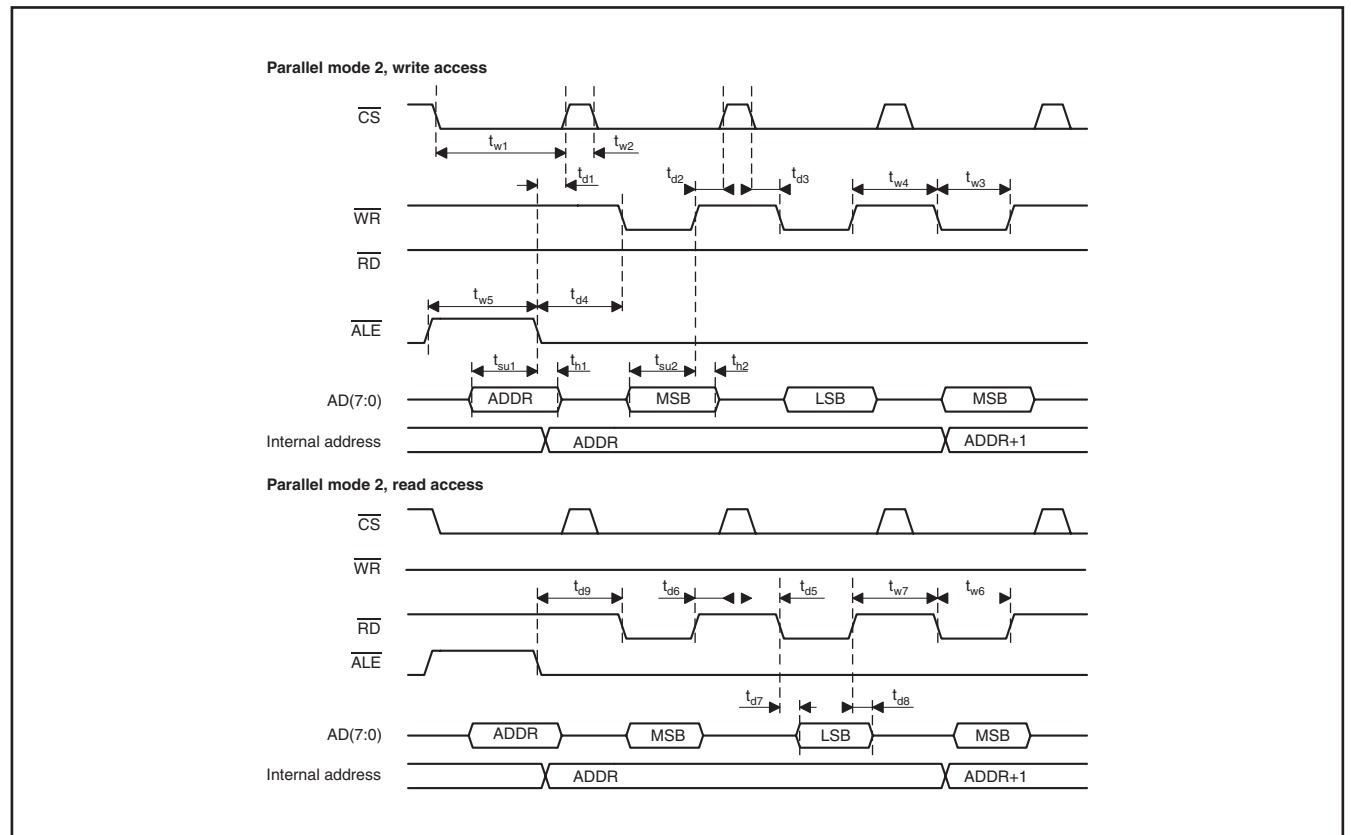 Parallel mode 2, write access
CS
tw1
tw2
td1
td2
td3
tw4
tw3
WR
RD
tw5
td4
ALE
tsu1
th1
tsu2
th2
AD(7:0)
ADDR
MSB
LSB
MSB
Internal address
ADDR
ADDR+1
Parallel mode 2, read access
CS
WR
td9
td6
td5
tw7
tw6
RD
ALE
td7
td8
AD(7:0)
ADDR
MSB
LSB
MSB
Internal address
ADDR
ADDR+1